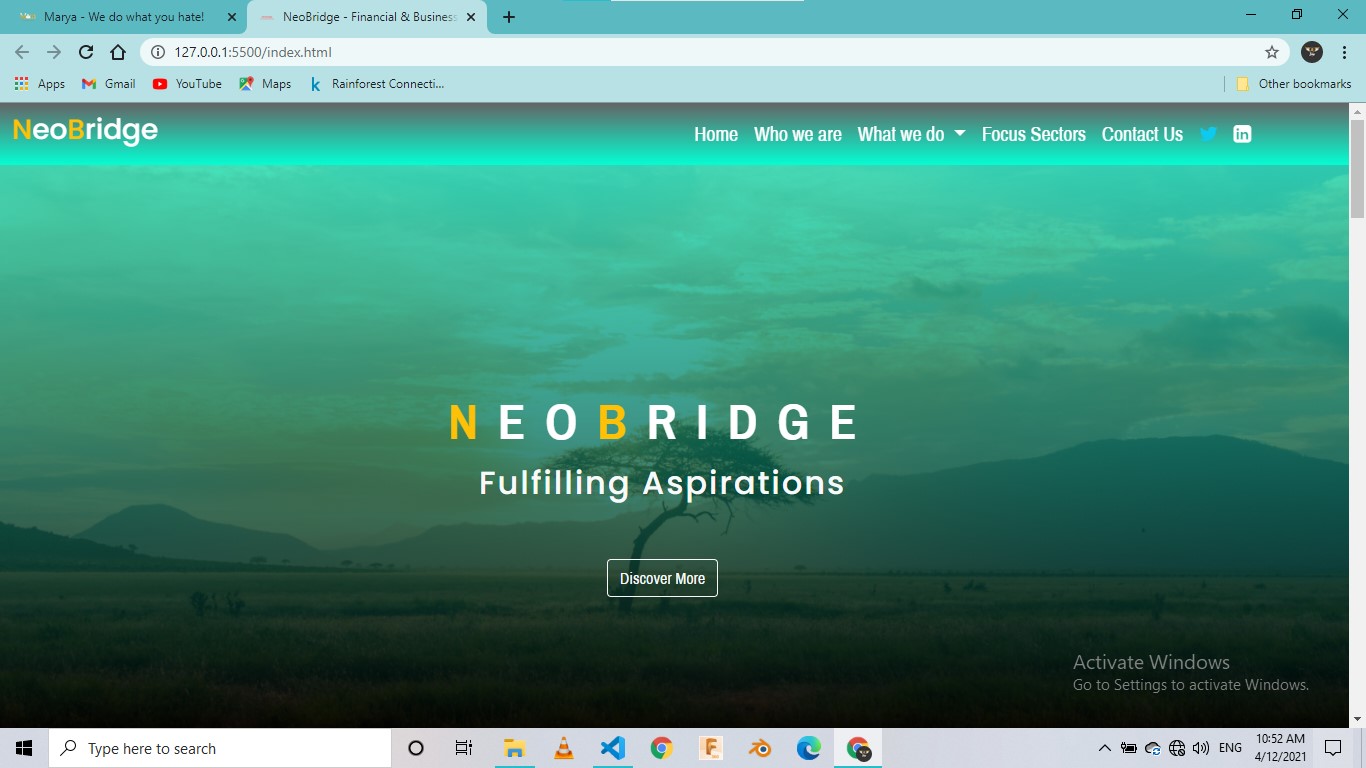 Marya - We do what you hate!
NeoBridge - Financial & Business
127.0.0.1:5500/index.html
Apps
Gmail
YouTube
Maps
k
Rainforest Connecti...
Other bookmarks
NeoBridge
Home
Who we are
What we do
Focus Sectors
Contact Us
in
NEOBRIDGE
Fulfilling Aspirations
Discover More
Activate Windows
Go to Settings to activate Windows.
Type here to search
F
ENG
10:52 AM
4/12/2021